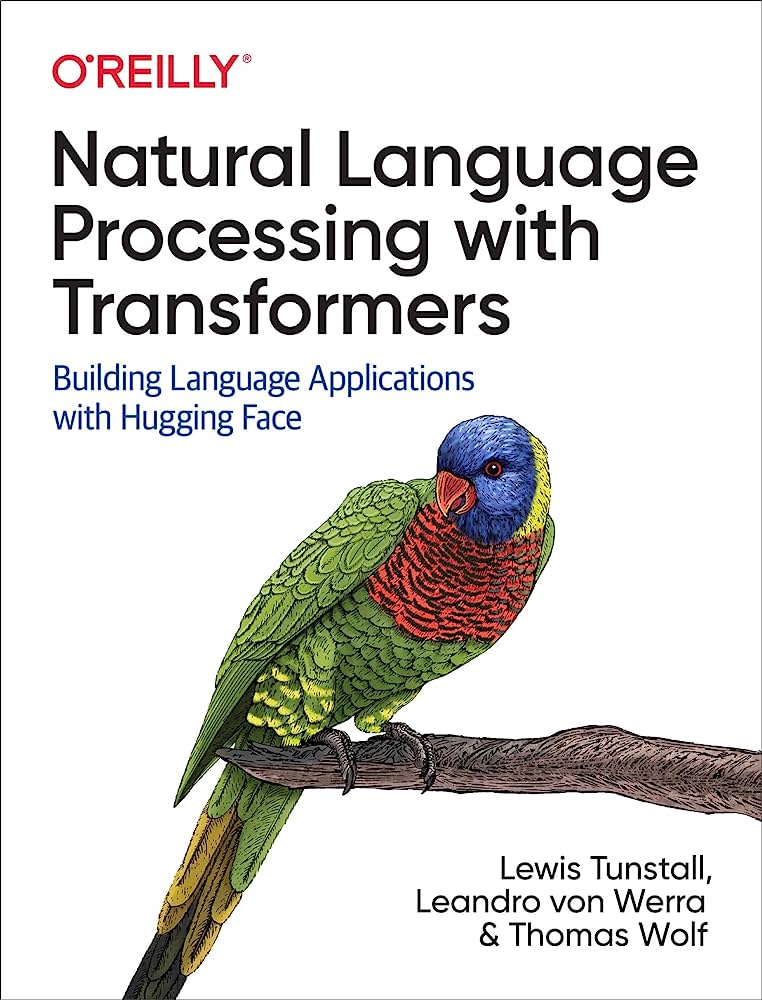 O'REILLY®
Natural Language
Processing with
Transformers
Building Language Applications
with Hugging Face
Lewis Tunstall,
Leandro von Werra
& Thomas Wolf